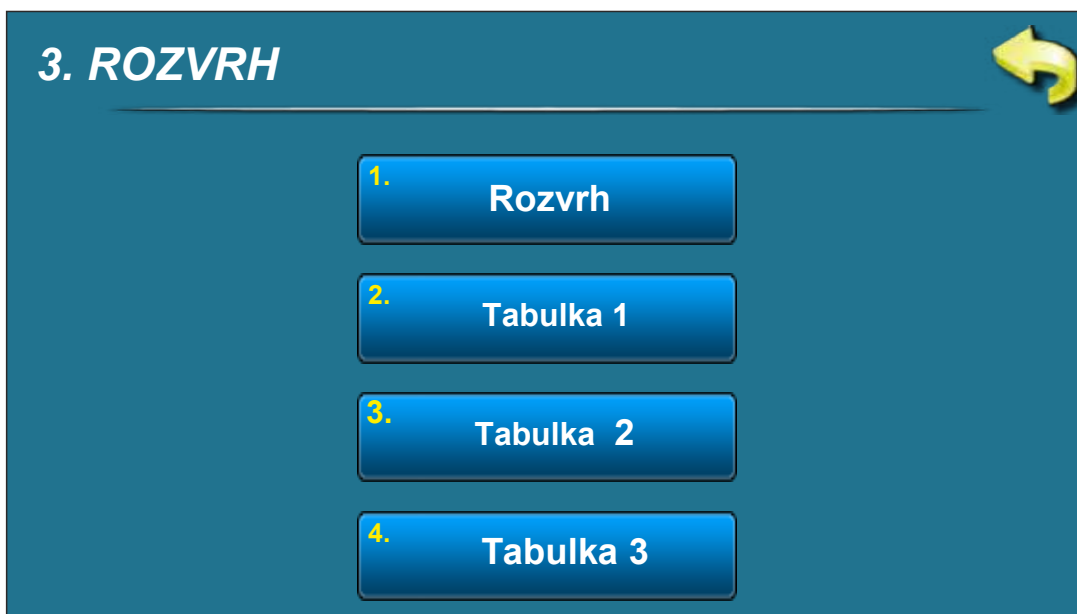 3. ROZVRH
1.
Rozvrh
2.
Tabulka 1
3.
Tabulka 2
4.
Tabulka 3